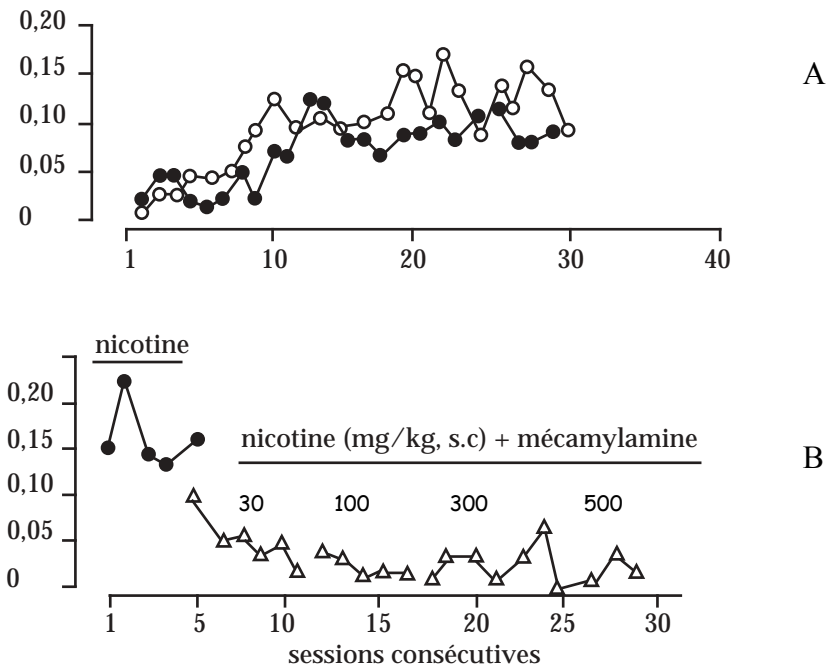 0,20
0,15
0,10
0,05
0
A
1 10 20 30 40
nicotine
0,20
0,15
0,10
0,05
0
nicotine (mg/kg, s.c) + mécamylamine
30 100 300 500
B
1 5 10 15 20 25 30
sessions consécutives